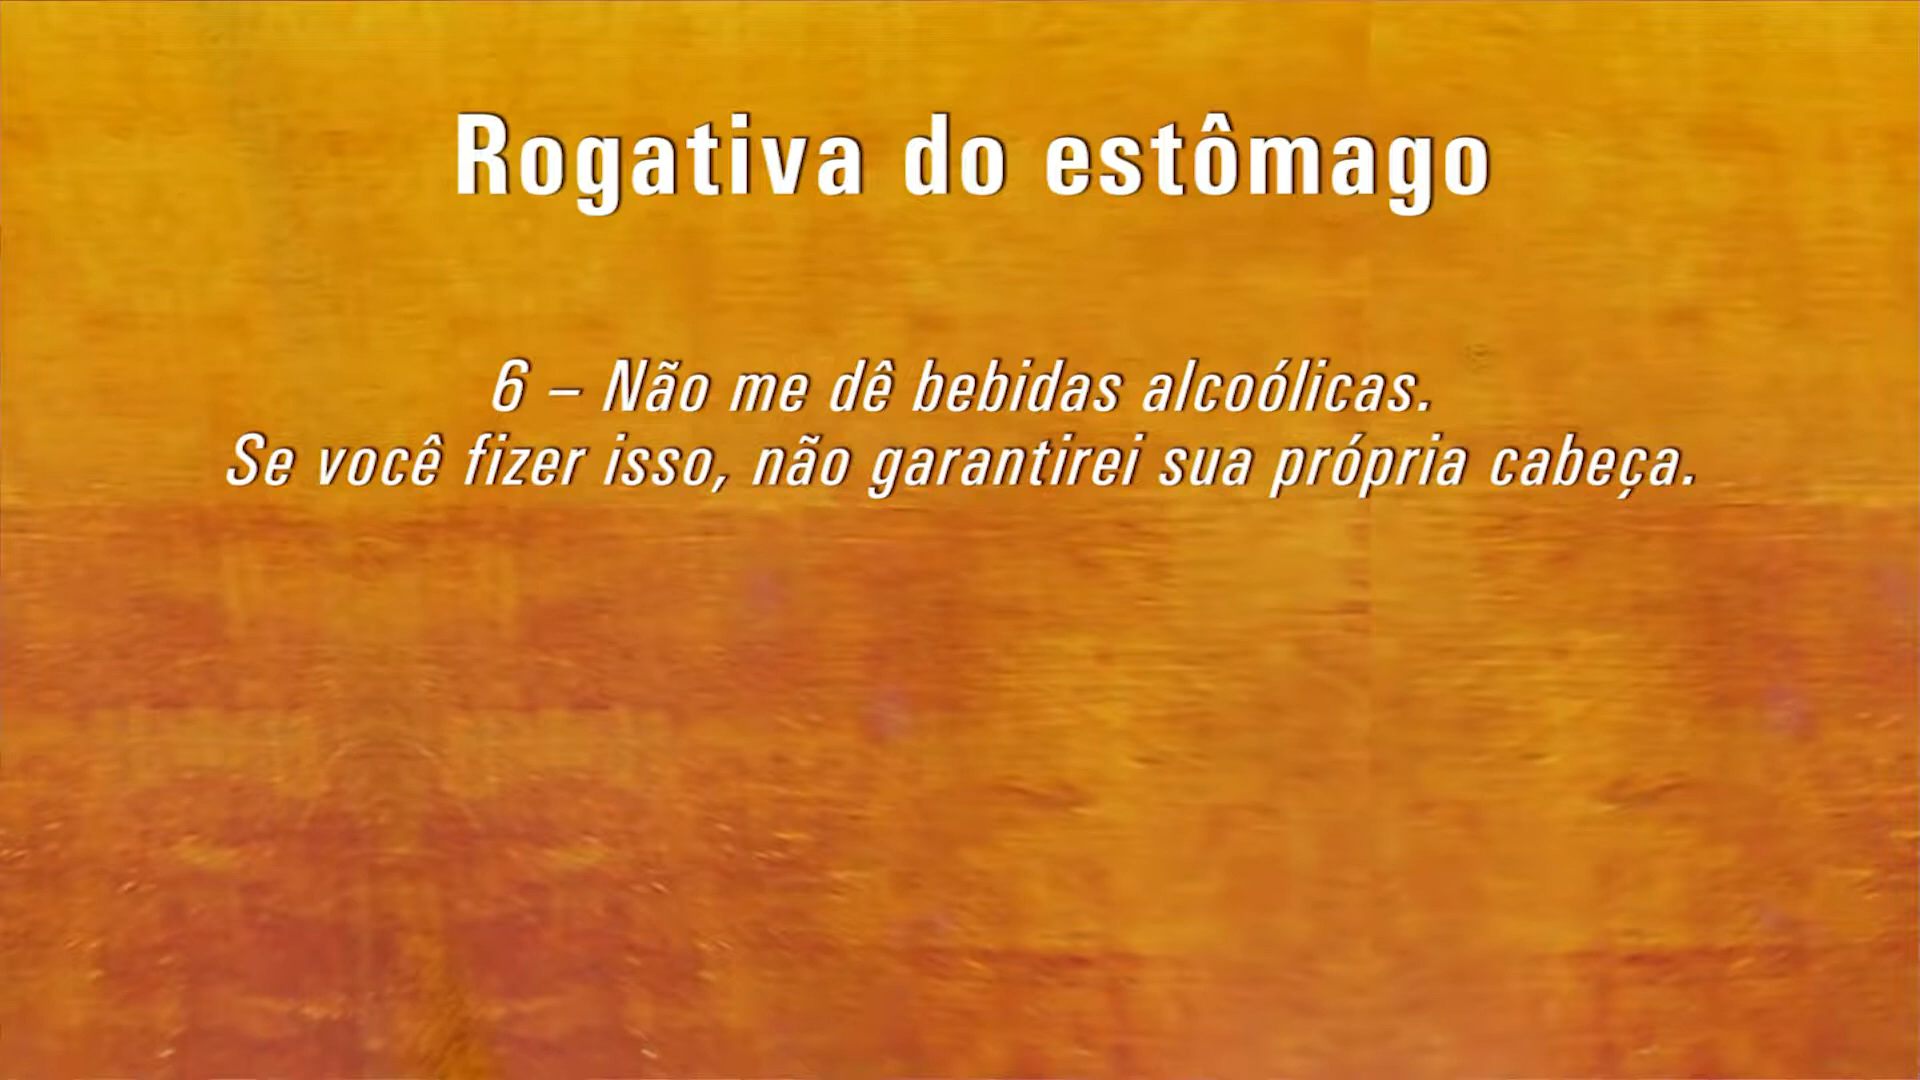 Rogativa do estômago
6 – Não me dê bebidas alcoólicas.
Se você fizer isso, não garantirei sua própria cabeça.